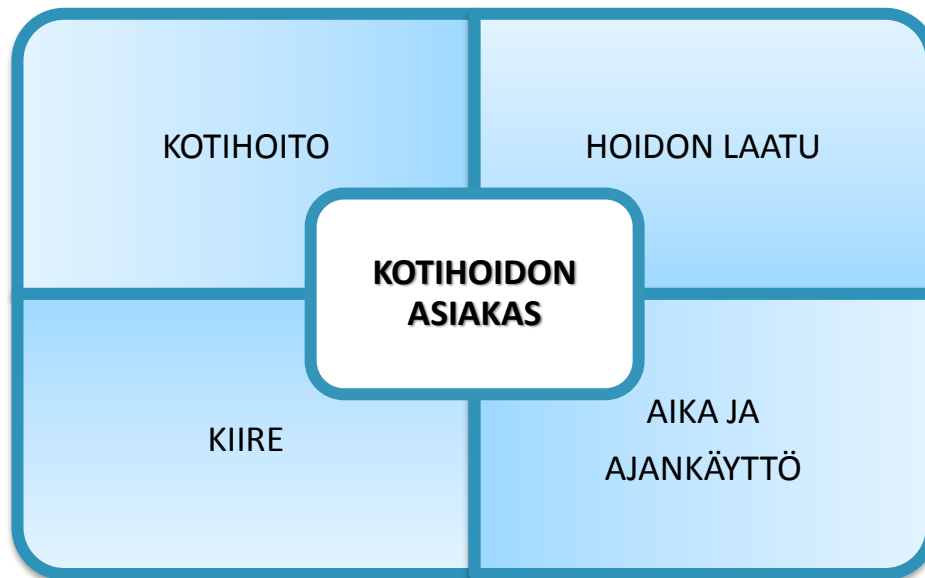 KOTIHOITO
HOIDON LAATU
KOTIHOIDON
ASIAKAS
KIIRE
AIKA JA
AJANKÄYTTÖ